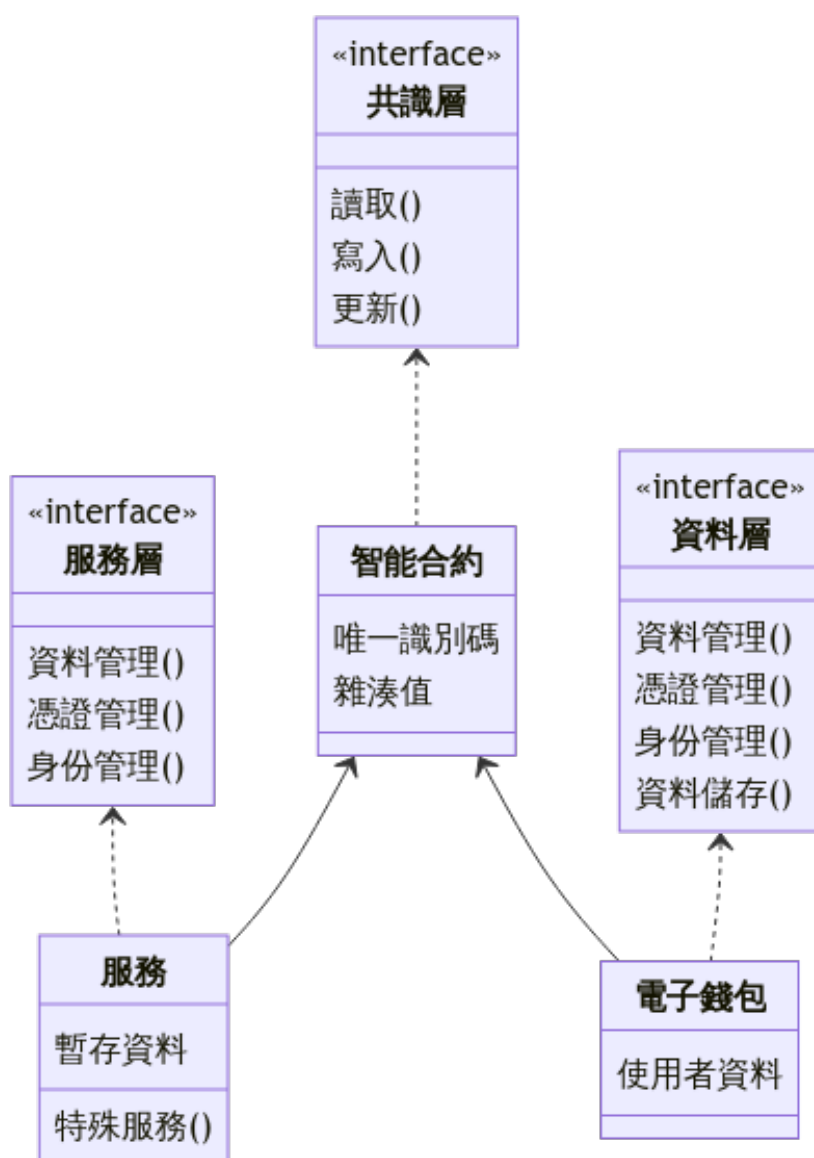 «interface»
共識層
讀取()
寫入()
更新()
«interface»
服務層
資料管理()
憑證管理()
身份管理()
智能合約
唯一識別碼
雜湊值
«interface»
資料層
資料管理()
憑證管理()
身份管理()
資料儲存()
服務
暫存資料
特殊服務()
電子錢包
使用者資料